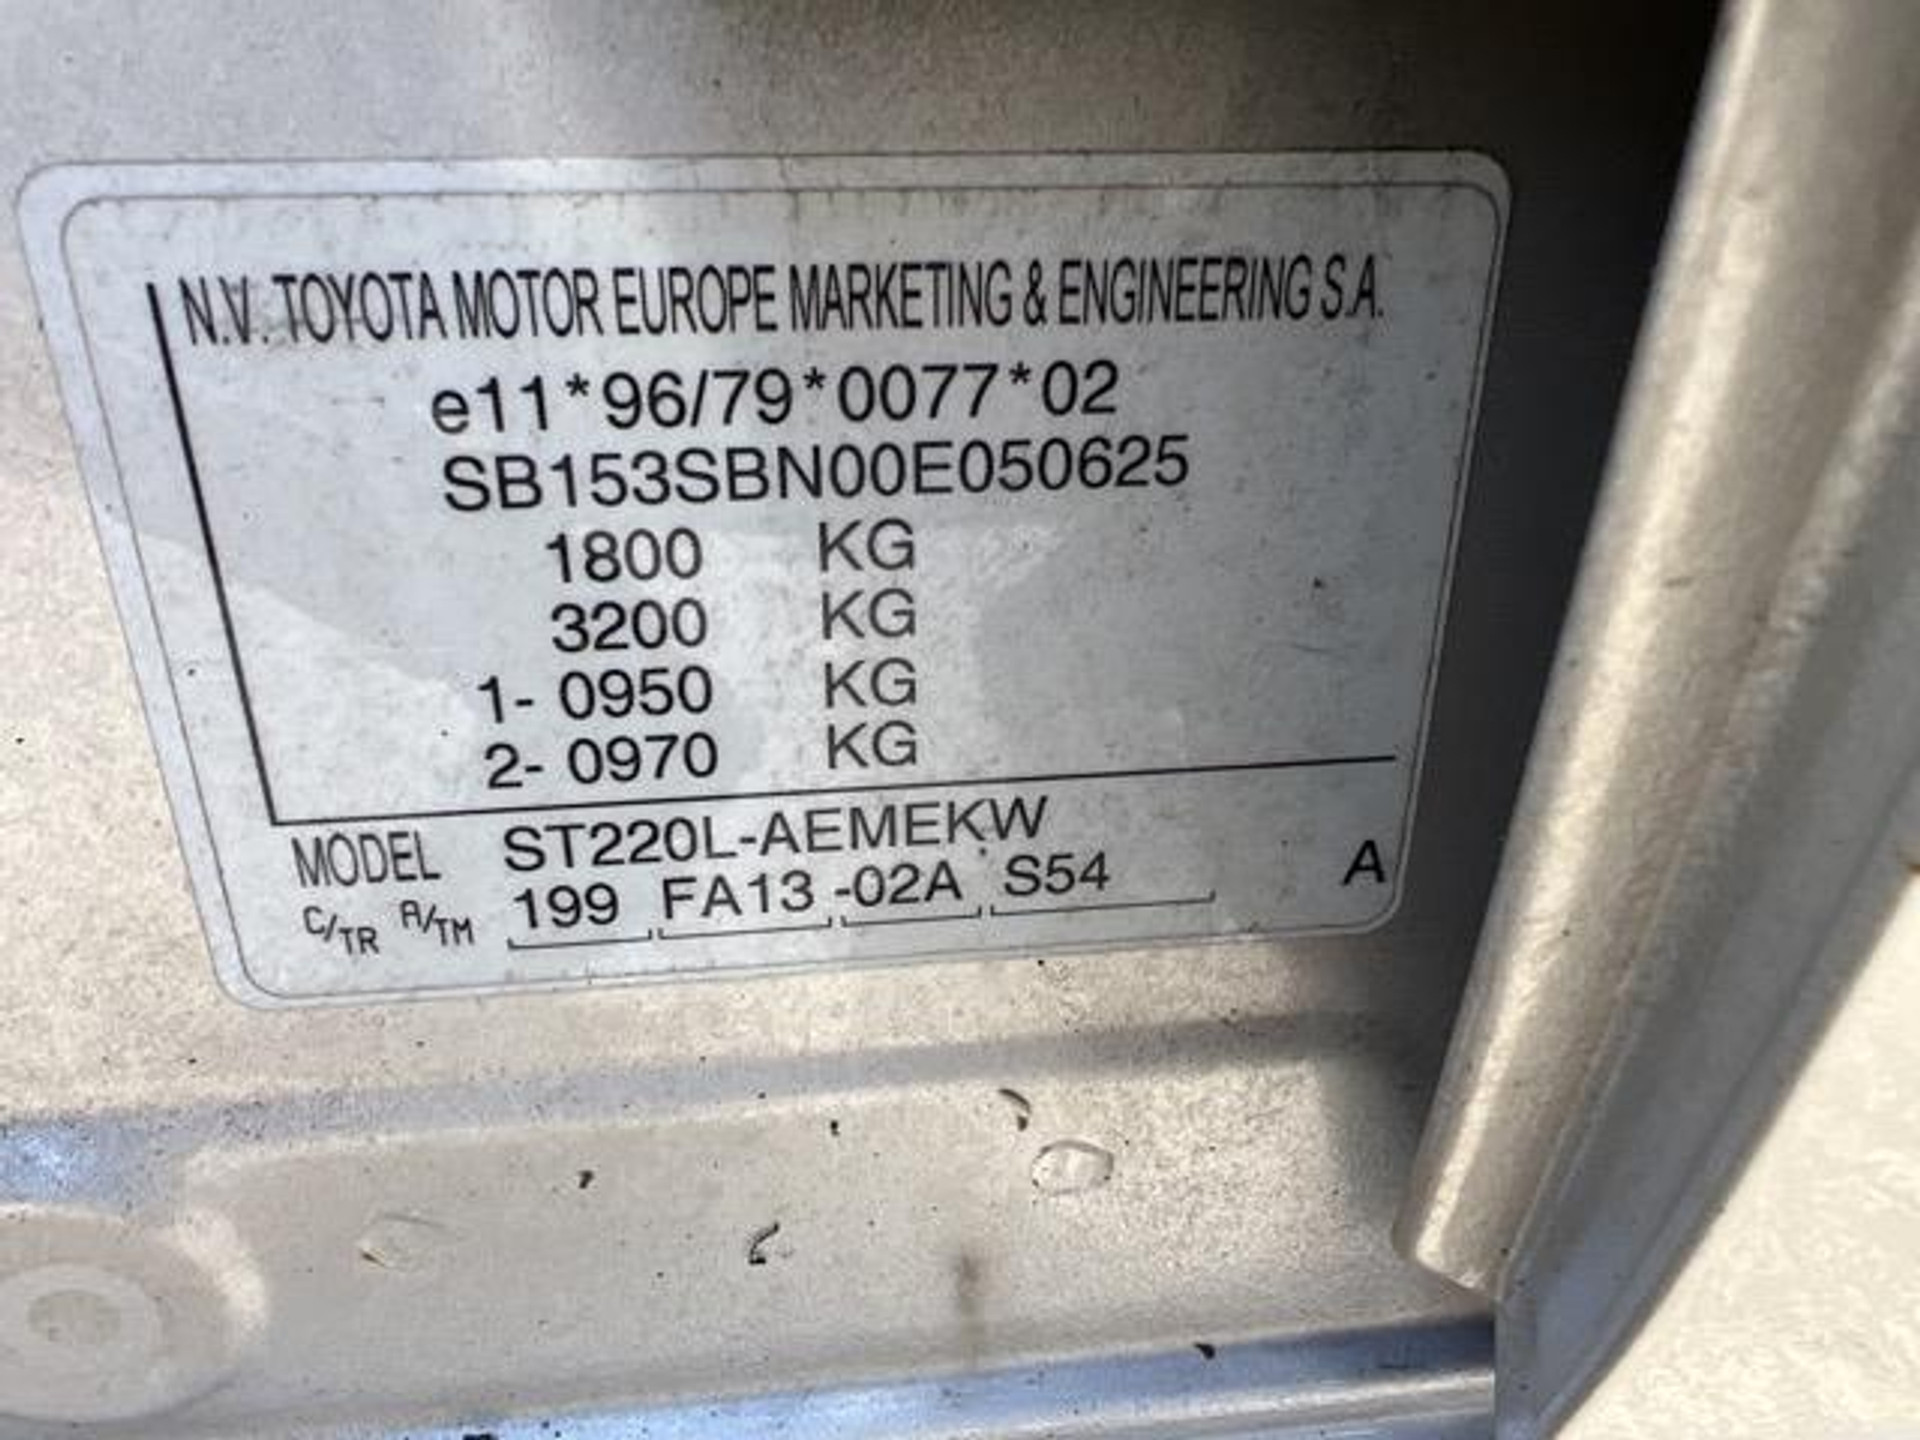 N.V. TOYOTA MOTOR EUROPE MARKETING & ENGINEERING S.A.
e11*96/79*0077*02
SB153SBN00E050625
1800 KG
3200 KG
1- 0950 KG
2- 0970 KG
MODEL ST220L-AEMEKW
C/TR A/TM 199 FA13 -02A S54 A